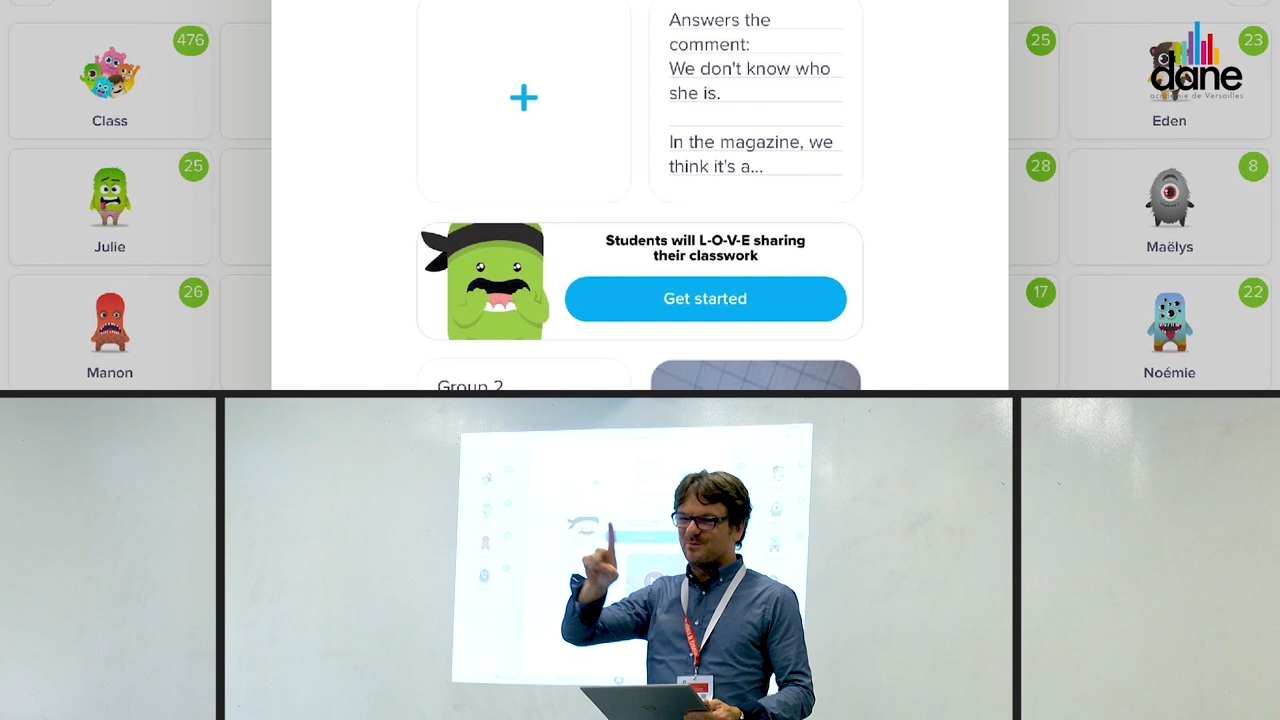 476
Class
25
Julie
26
Manon
Answers the
comment:
We don't know who
she is.
In the magazine, we
think it's a...
Students will L-O-V-E sharing
their classwork
Get started
Group 2
25
28
17
23
Eden
8
Maëlys
22
Noémie
dane
académie de Versailles